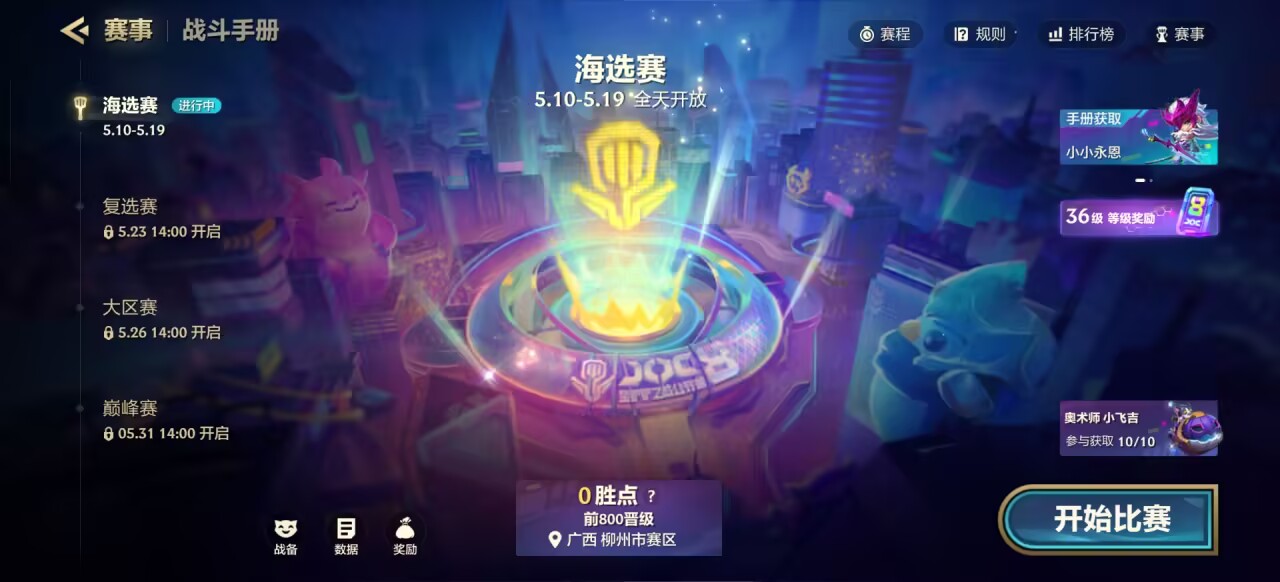 赛事
战斗手册
赛程
规则
排行榜
赛事
海选赛
5.10-5.19 全天开放
海选赛 进行中
5.10-5.19
复选赛
5.23 14:00 开启
大区赛
5.26 14:00 开启
巅峰赛
05.31 14:00 开启
手册获取
小小永恩
36级 等级奖励
8
JOC
JOC8
奥术师 小飞吉
参与获取 10/10
战备
数据
奖励
0胜点 ?
前800晋级
广西 柳州市赛区
开始比赛